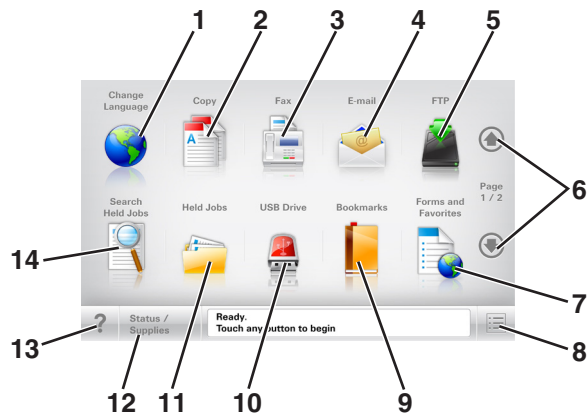 1 2 3 4 5
Change
Language
Copy
Fax
E-mail
FTP
A
@
6
Page
1 / 2
Search
Held Jobs
Held Jobs
USB Drive
Bookmarks
Forms and
Favorites
14
7
?
Status /
Supplies
Ready.
Touch any button to begin
8
13
12
11
10
9